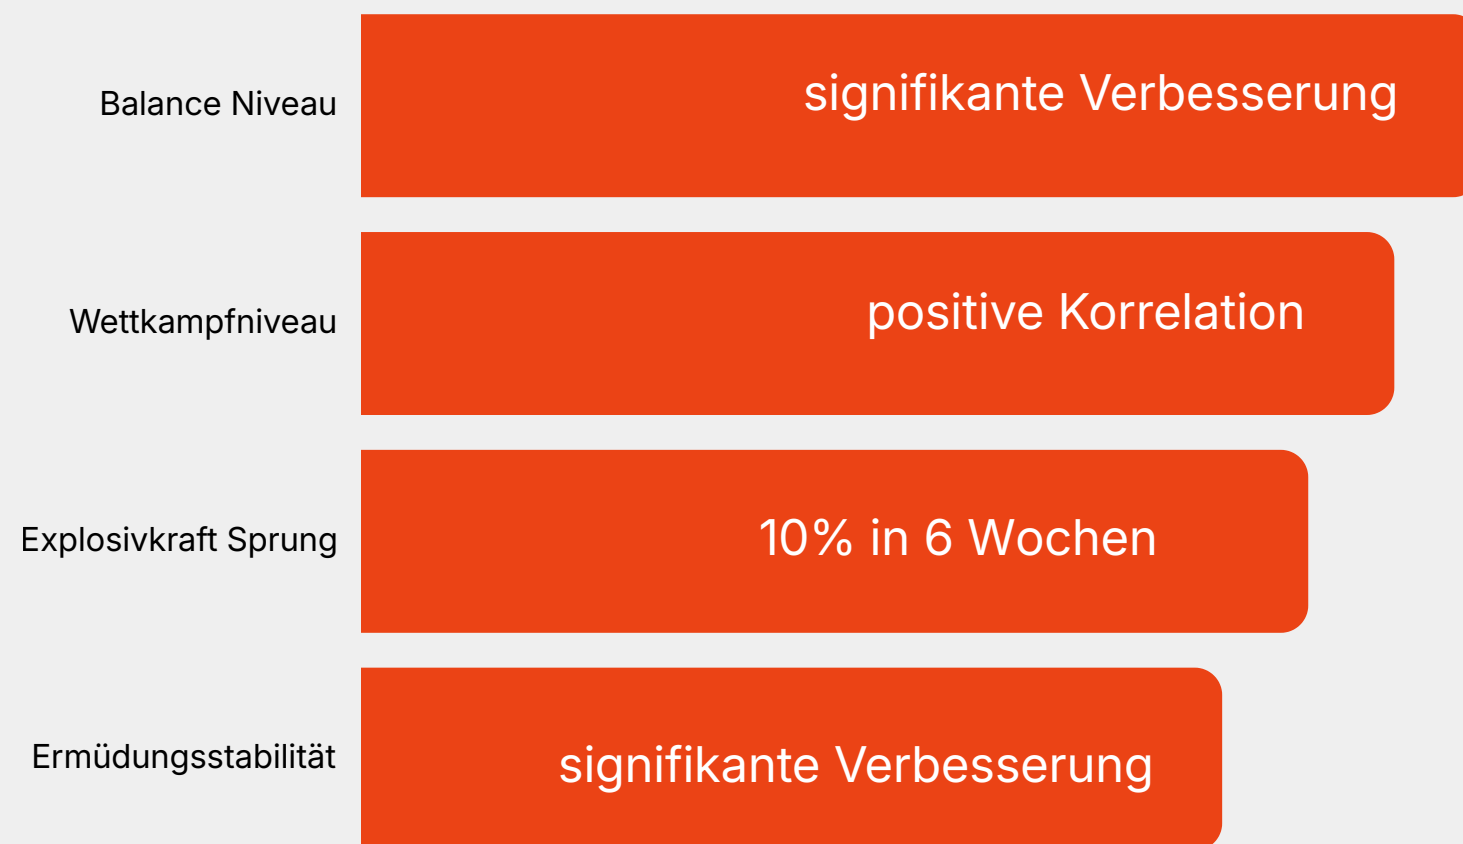 Balance Niveau
signifikante Verbesserung
Wettkampfniveau
positive Korrelation
Explosivkraft Sprung
10% in 6 Wochen
Ermüdungsstabilität
signifikante Verbesserung